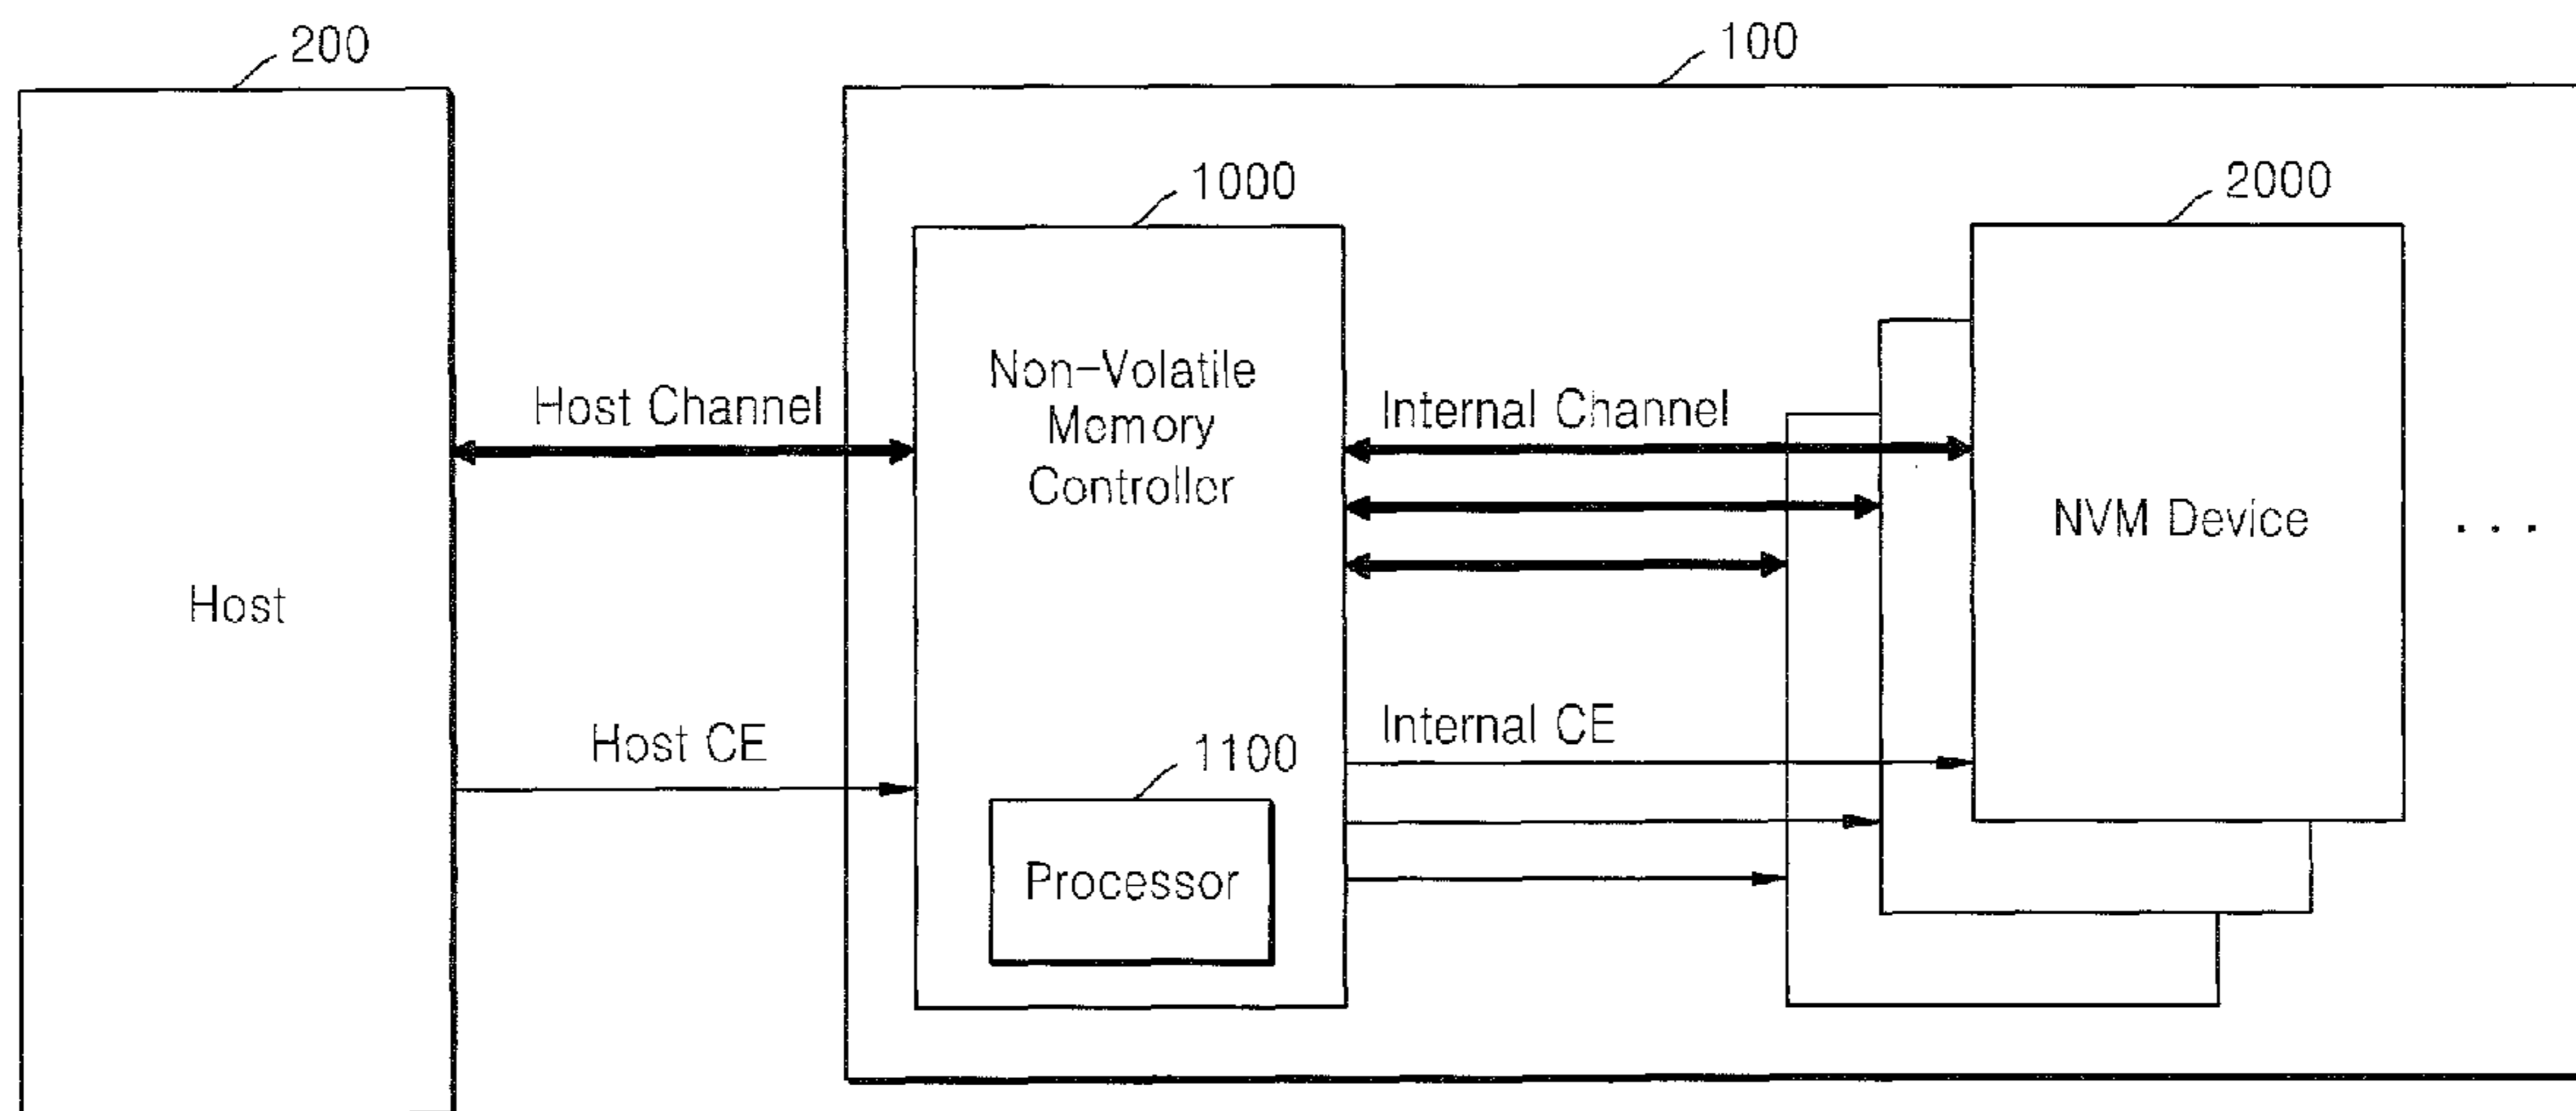 200
100
1000
2000
Non-Volatile
Memory
Controller
Host Channel
Internal Channel
NVM Device
. . .
Host
Host CE
Internal CE
1100
Processor